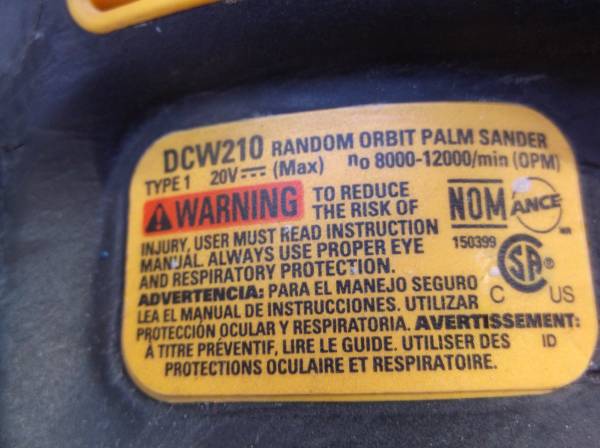 DCW210 RANDOM ORBIT PALM SANDER
TYPE 1 20V (Max) no 8000-12000/min (OPM)
WARNING TO REDUCE
THE RISK OF
INJURY, USER MUST READ INSTRUCTION
MANUAL. ALWAYS USE PROPER EYE
AND RESPIRATORY PROTECTION.
ADVERTENCIA: PARA EL MANEJO SEGURO
LEA EL MANUAL DE INSTRUCCIONES. UTILIZAR
PROTECCIÓN OCULAR Y RESPIRATORIA. AVERTISSEMENT:
À TITRE PRÉVENTIF, LIRE LE GUIDE. UTILISER DES
PROTECTIONS OCULAIRE ET RESPIRATOIRE.
NOM ANCE
150399
SA®
C US
ID